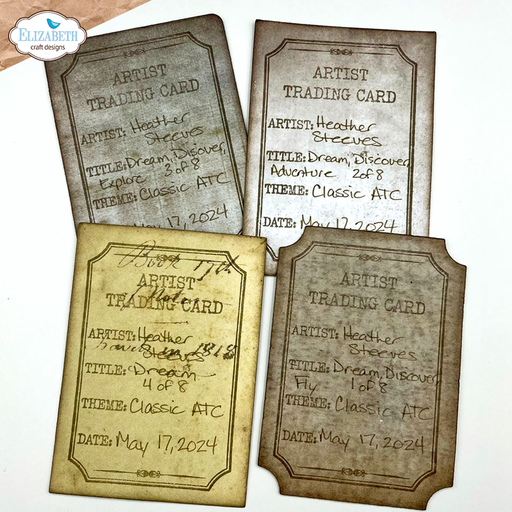 ELIZABETH
craft designs
ARTIST
TRADING CARD
ARTIST: Heather
Steeves
TITLE: Dream, Discover,
Explore 3 of 8
THEME: Classic ATC
DATE: May 17, 2024
ARTIST
TRADING CARD
ARTIST: Heather
Steeves
TITLE: Dream, Discover,
Adventure 2 of 8
THEME: Classic ATC
DATE: May 17, 2024
Book
ARTIST
TRADING CARD
ARTIST: Heather
Steeves
TITLE: Dream
4 of 8
THEME: Classic ATC
DATE: May 17, 2024
ARTIST
TRADING CARD
ARTIST: Heather
Steeves
TITLE: Dream, Discover,
Fly 1 of 8
THEME: Classic ATC
DATE: May 17, 2024